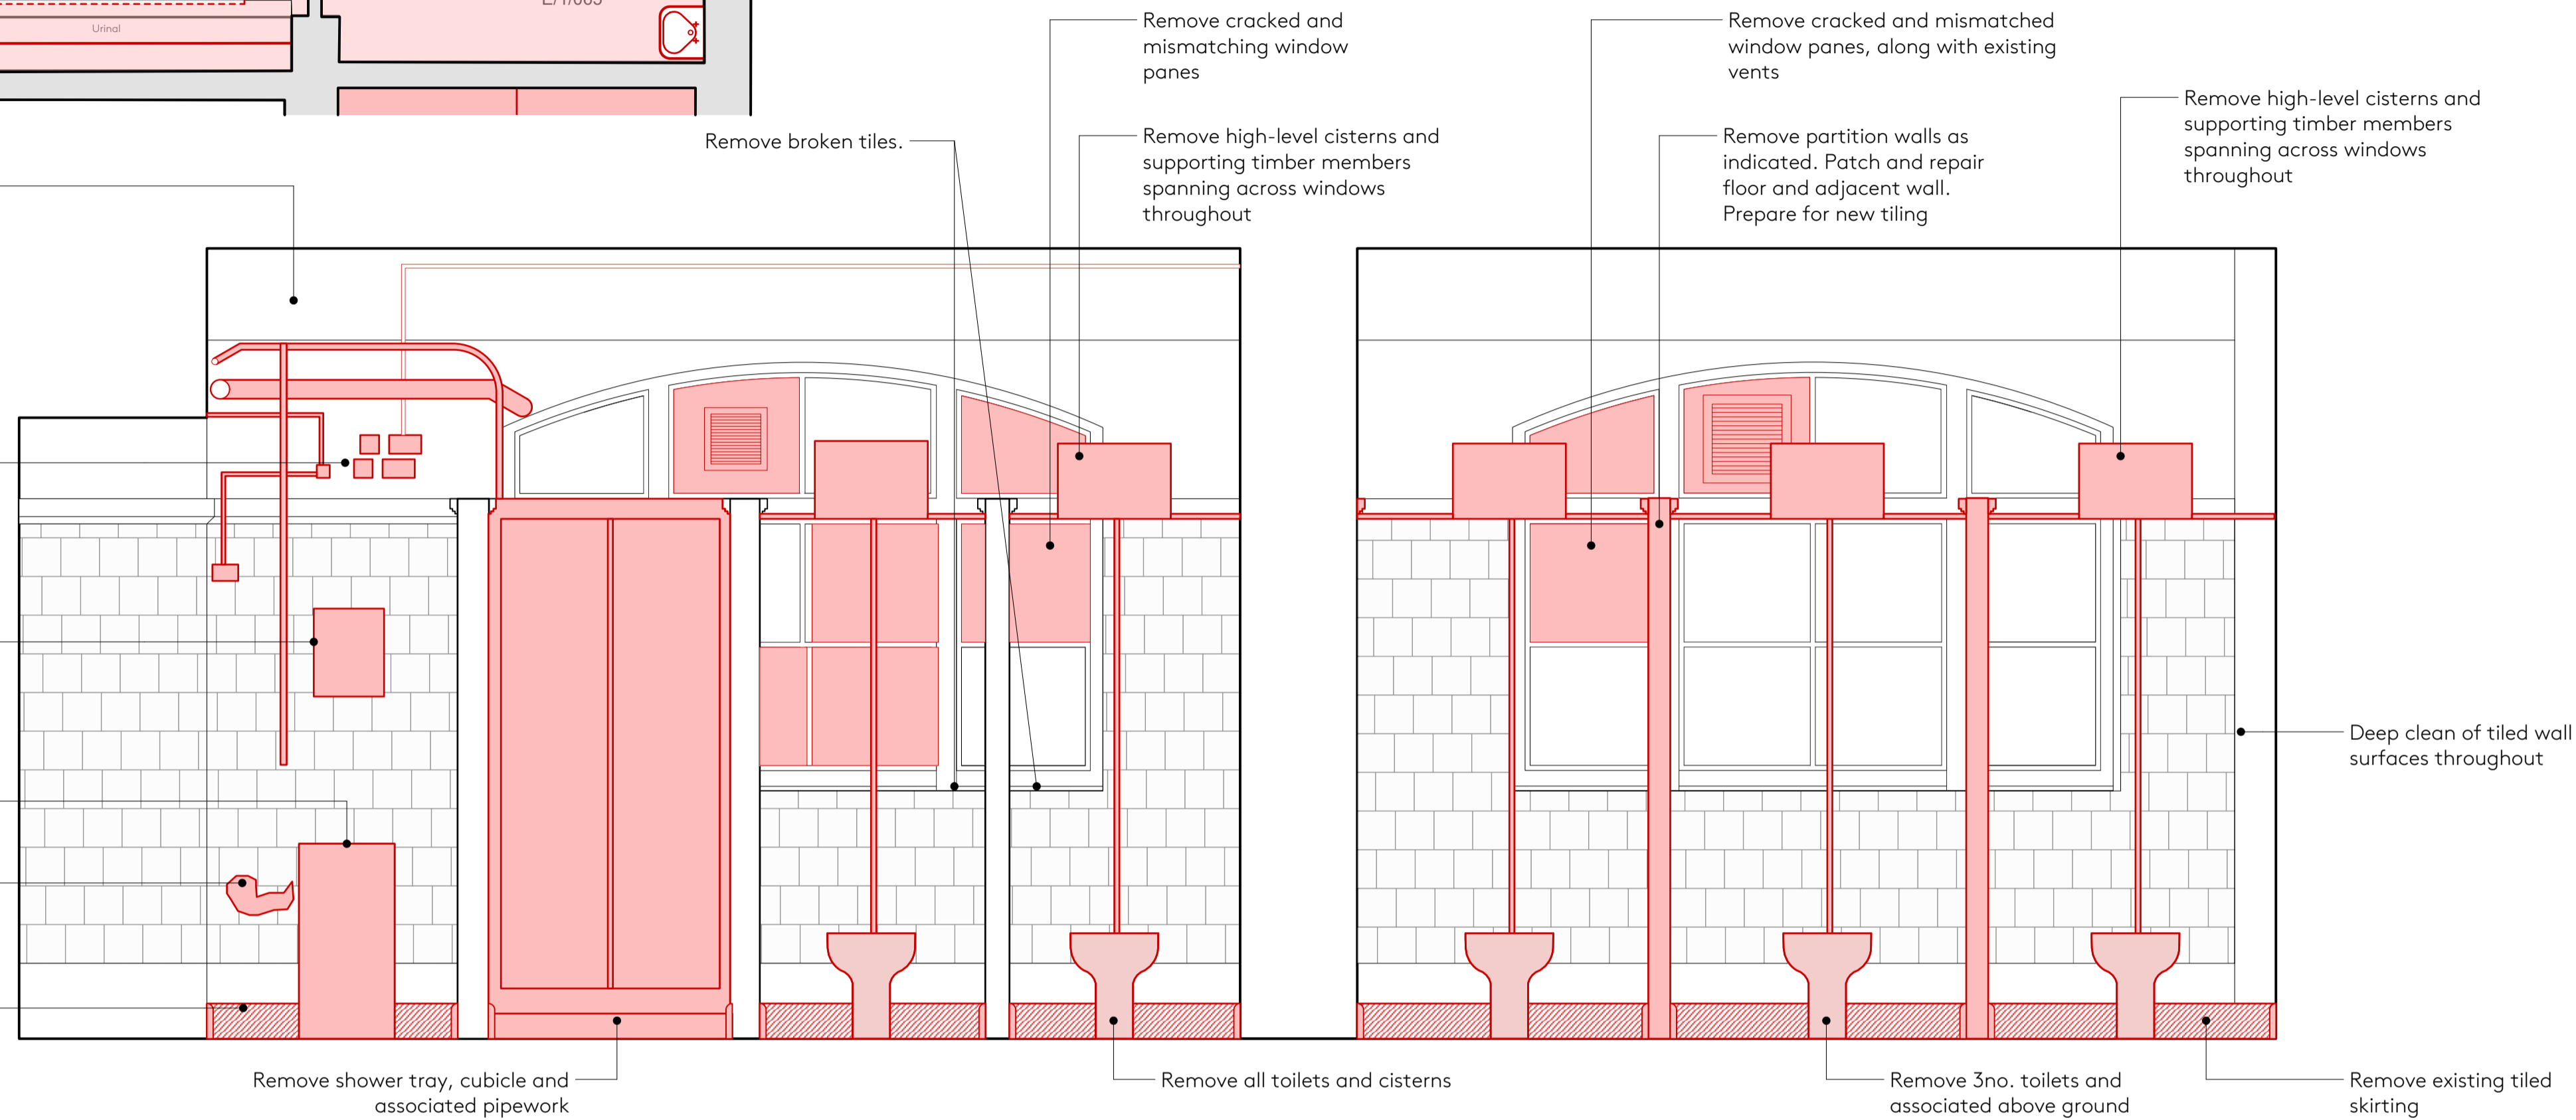 Urinal
Remove cracked and
mismatching window
panes
Remove cracked and mismatched
window panes, along with existing
vents
Remove high-level cisterns and
supporting timber members
spanning across windows
throughout
Remove broken tiles.
Remove high-level cisterns and
supporting timber members
spanning across windows
throughout
Remove partition walls as
indicated. Patch and repair
floor and adjacent wall.
Prepare for new tiling
Deep clean of tiled wall
surfaces throughout
Remove shower tray, cubicle and
associated pipework
Remove all toilets and cisterns
Remove 3no. toilets and
associated above ground
Remove existing tiled
skirting